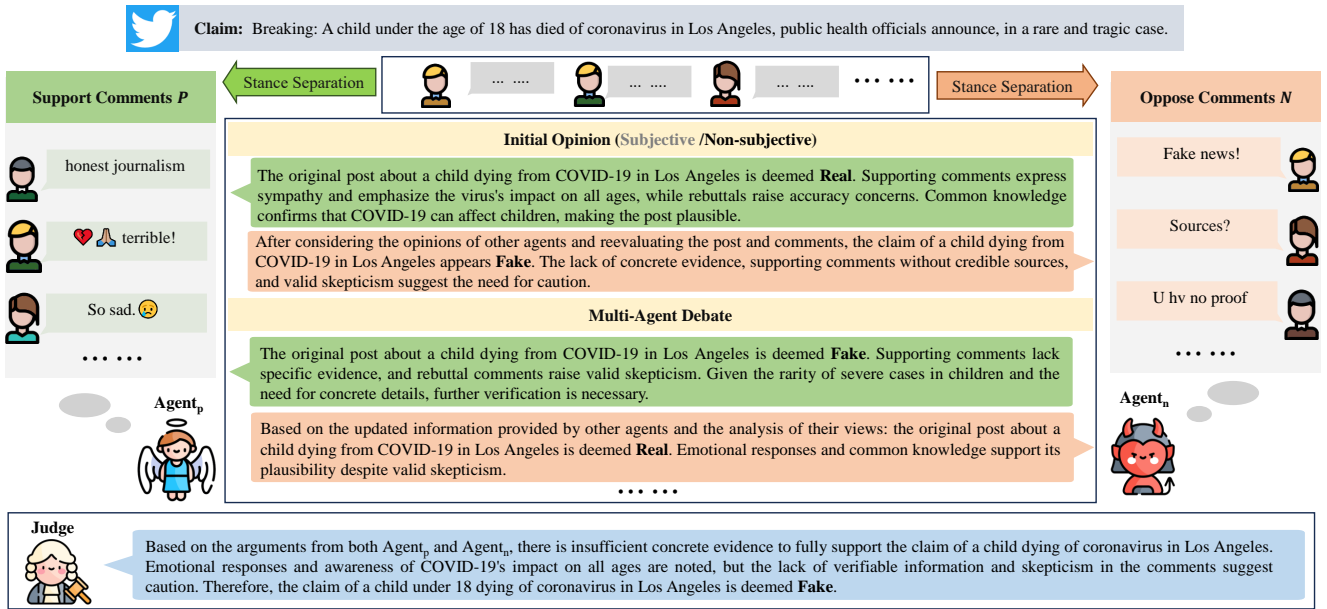 Claim: Breaking: A child under the age of 18 has died of coronavirus in Los Angeles, public health officials announce, in a rare and tragic case.
Support Comments P
Stance Separation
... ....
... ....
... ....
... ...
Stance Separation
Oppose Comments N
honest journalism
💔🙏 terrible!
So sad.😥
... ...
Agentp
Initial Opinion (Subjective /Non-subjective)
The original post about a child dying from COVID-19 in Los Angeles is deemed Real. Supporting comments express
sympathy and emphasize the virus's impact on all ages, while rebuttals raise accuracy concerns. Common knowledge
confirms that COVID-19 can affect children, making the post plausible.
After considering the opinions of other agents and reevaluating the post and comments, the claim of a child dying from
COVID-19 in Los Angeles appears Fake. The lack of concrete evidence, supporting comments without credible sources,
and valid skepticism suggest the need for caution.
Multi-Agent Debate
The original post about a child dying from COVID-19 in Los Angeles is deemed Fake. Supporting comments lack
specific evidence, and rebuttal comments raise valid skepticism. Given the rarity of severe cases in children and the
need for concrete details, further verification is necessary.
Based on the updated information provided by other agents and the analysis of their views: the original post about a
child dying from COVID-19 in Los Angeles is deemed Real. Emotional responses and common knowledge support its
plausibility despite valid skepticism.
... ...
Fake news!
Sources?
U hv no proof
... ...
Agentn
Judge
Based on the arguments from both Agentp and Agentn, there is insufficient concrete evidence to fully support the claim of a child dying of coronavirus in Los Angeles.
Emotional responses and awareness of COVID-19's impact on all ages are noted, but the lack of verifiable information and skepticism in the comments suggest
caution. Therefore, the claim of a child under 18 dying of coronavirus in Los Angeles is deemed Fake.